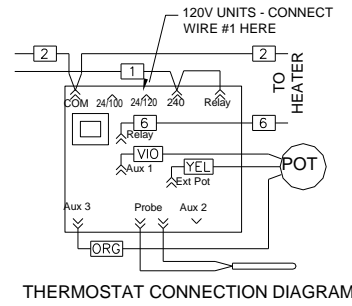 120V UNITS - CONNECT
WIRE #1 HERE
2
2
1
TO
HEATER
COM
24/100
24/120
240
Relay
6
6
Relay
VIO
Aux 1
YEL
Ext Pot
POT
Aux 3
Probe
Aux 2
ORG
THERMOSTAT CONNECTION DIAGRAM